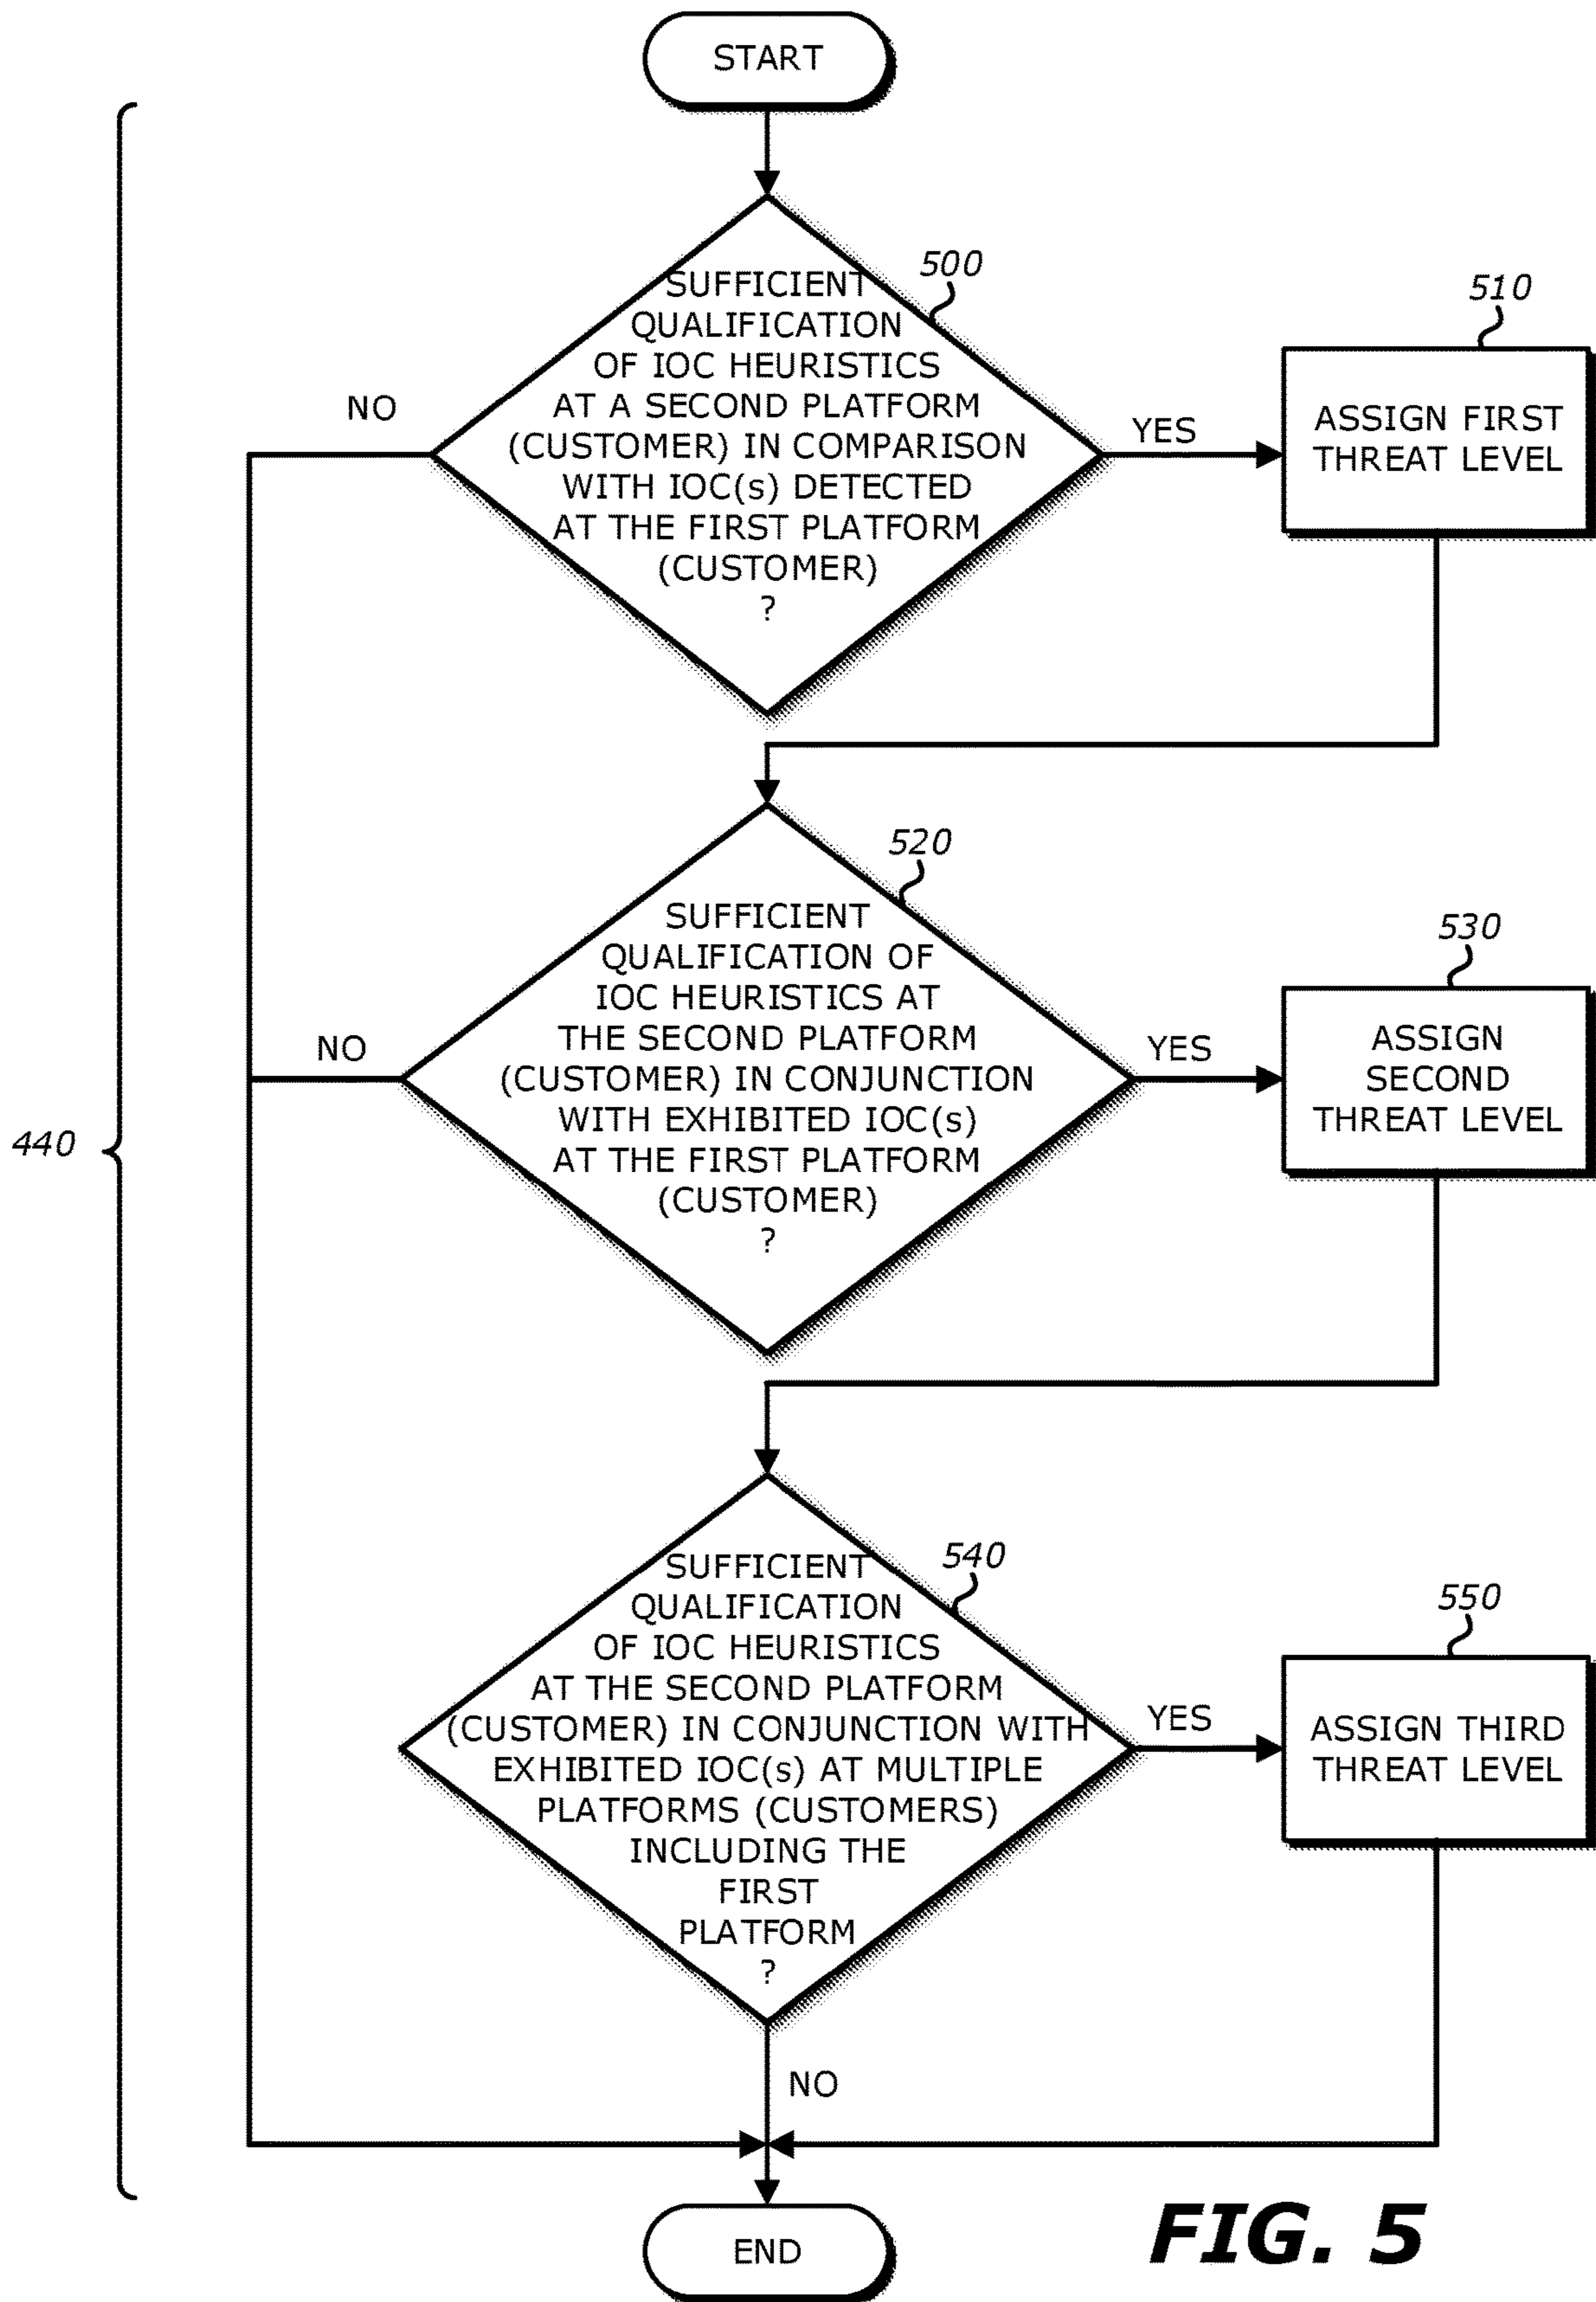 START
500
SUFFICIENT
QUALIFICATION
OF IOC HEURISTICS
AT A SECOND PLATFORM
(CUSTOMER) IN COMPARISON
WITH IOC(s) DETECTED
AT THE FIRST PLATFORM
(CUSTOMER)
?
NO
YES
510
ASSIGN FIRST
THREAT LEVEL
520
SUFFICIENT
QUALIFICATION OF
IOC HEURISTICS AT
THE SECOND PLATFORM
(CUSTOMER) IN CONJUNCTION
WITH EXHIBITED IOC(s)
AT THE FIRST PLATFORM
(CUSTOMER)
?
NO
YES
530
ASSIGN
SECOND
THREAT LEVEL
440
540
SUFFICIENT
QUALIFICATION
OF IOC HEURISTICS
AT THE SECOND PLATFORM
(CUSTOMER) IN CONJUNCTION WITH
EXHIBITED IOC(s) AT MULTIPLE
PLATFORMS (CUSTOMERS)
INCLUDING THE
FIRST
PLATFORM
?
YES
550
ASSIGN THIRD
THREAT LEVEL
NO
END
FIG. 5